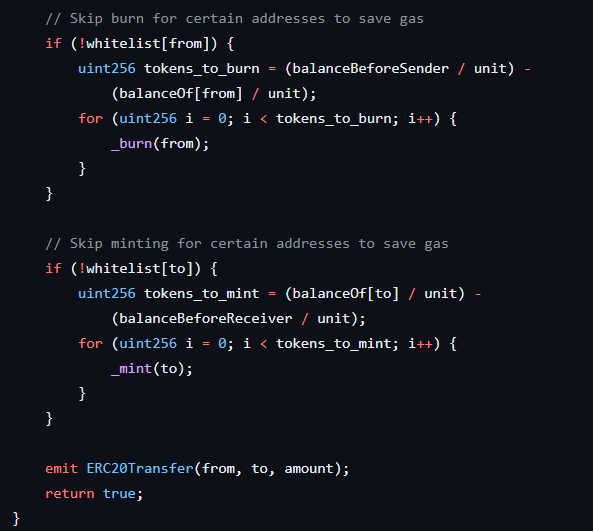 // Skip burn for certain addresses to save gas
if (!whitelist[from]) {
uint256 tokens_to_burn = (balanceBeforeSender / unit) -
(balanceOf[from] / unit);
for (uint256 i = 0; i < tokens_to_burn; i++) {
_burn(from);
}
}
// Skip minting for certain addresses to save gas
if (!whitelist[to]) {
uint256 tokens_to_mint = (balanceOf[to] / unit) -
(balanceBeforeReceiver / unit);
for (uint256 i = 0; i < tokens_to_mint; i++) {
_mint(to);
}
}
emit ERC20Transfer(from, to, amount);
return true;
}